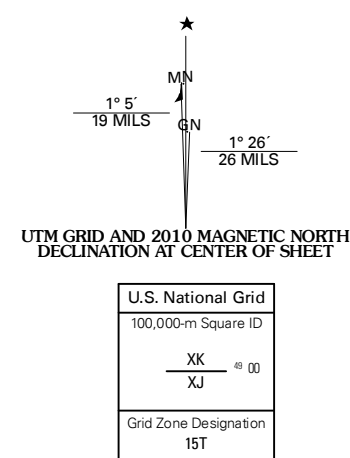 MN
1° 5´
19 MILS
GN
1° 26´
26 MILS
UTM GRID AND 2010 MAGNETIC NORTH
DECLINATION AT CENTER OF SHEET
U.S. National Grid
100,000-m Square ID
XK
49 00
XJ
Grid Zone Designation
15T